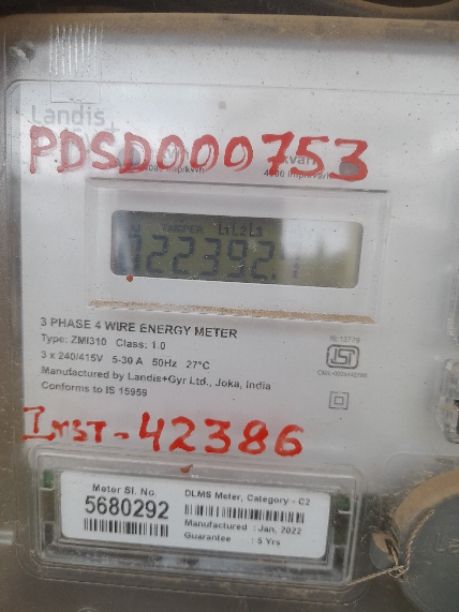 Landis
PDSD000753
kvarh
TAMPER L1L2L3
3 PHASE 4 WIRE ENERGY METER
Type: ZMI310 Class: 1.0
3 x 240/415V 5-30 A 50Hz 27°C
Manufactured by Landis+Gyr Ltd., Joka, India
Conforms to IS 15959
ISI
Inst-42386
Meter Sl. No.
5680292
DLMS Meter, Category - C2
Manufactured : Jan, 2022
Guarantee : 5 Yrs